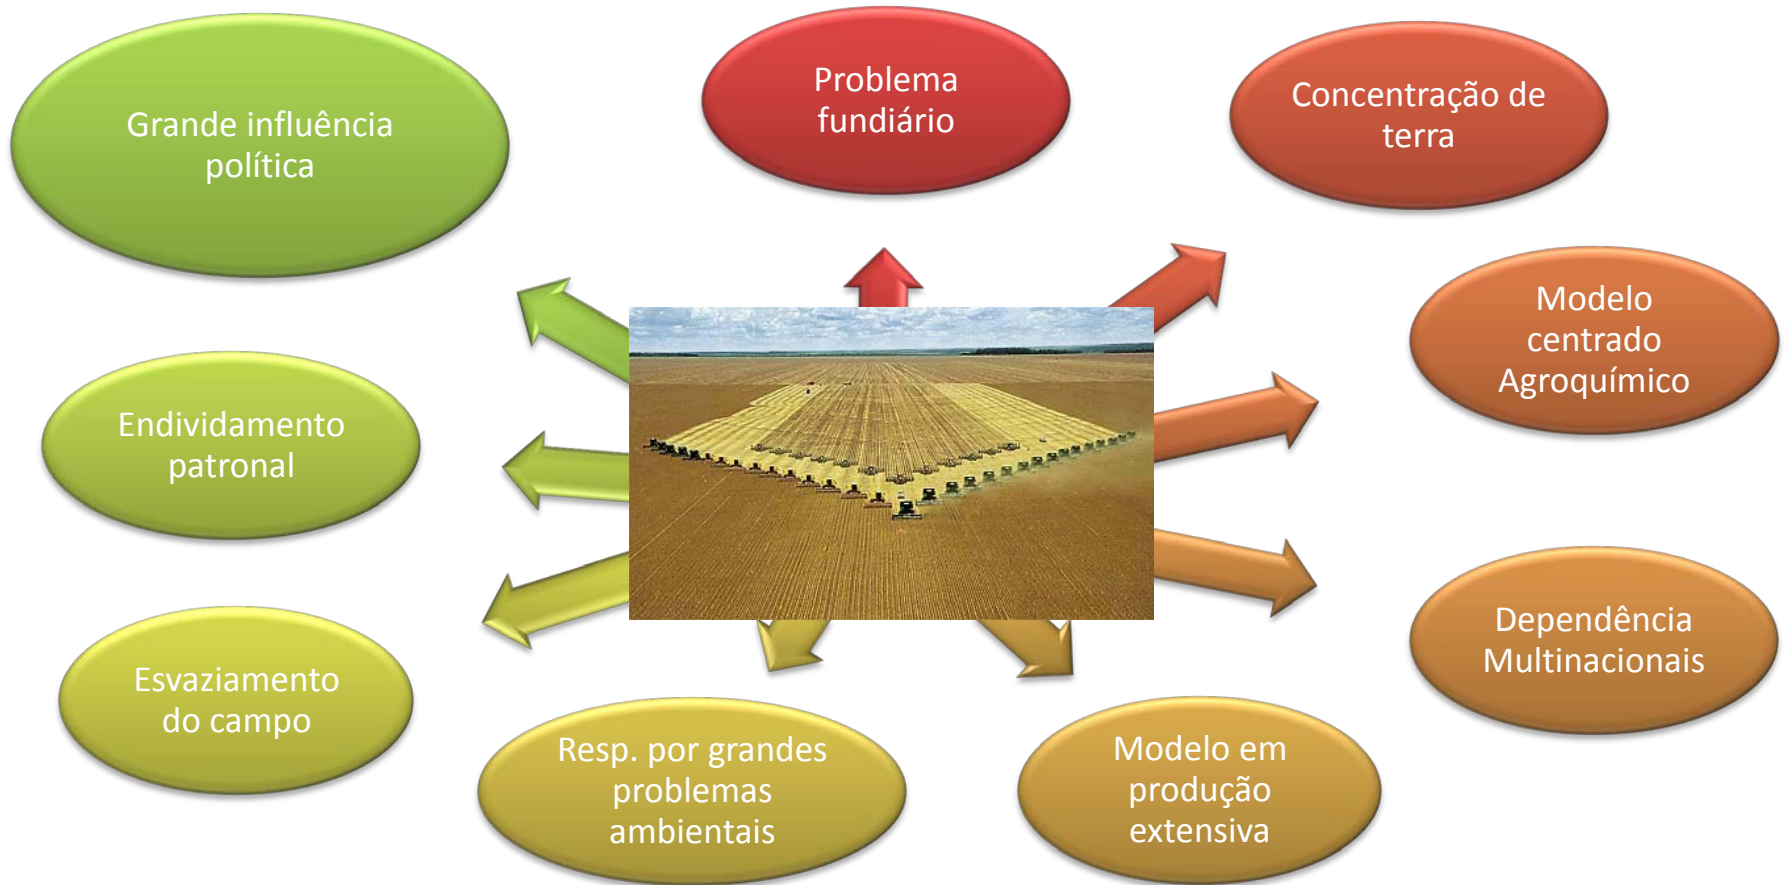 Problema
fundiário
Concentração de
terra
Modelo
centrado
Agroquímico
Dependência
Multinacionais
Modelo em
produção
extensiva
Resp. por grandes
problemas
ambientais
Esvaziamento
do campo
Endividamento
patronal
Grande influência
política